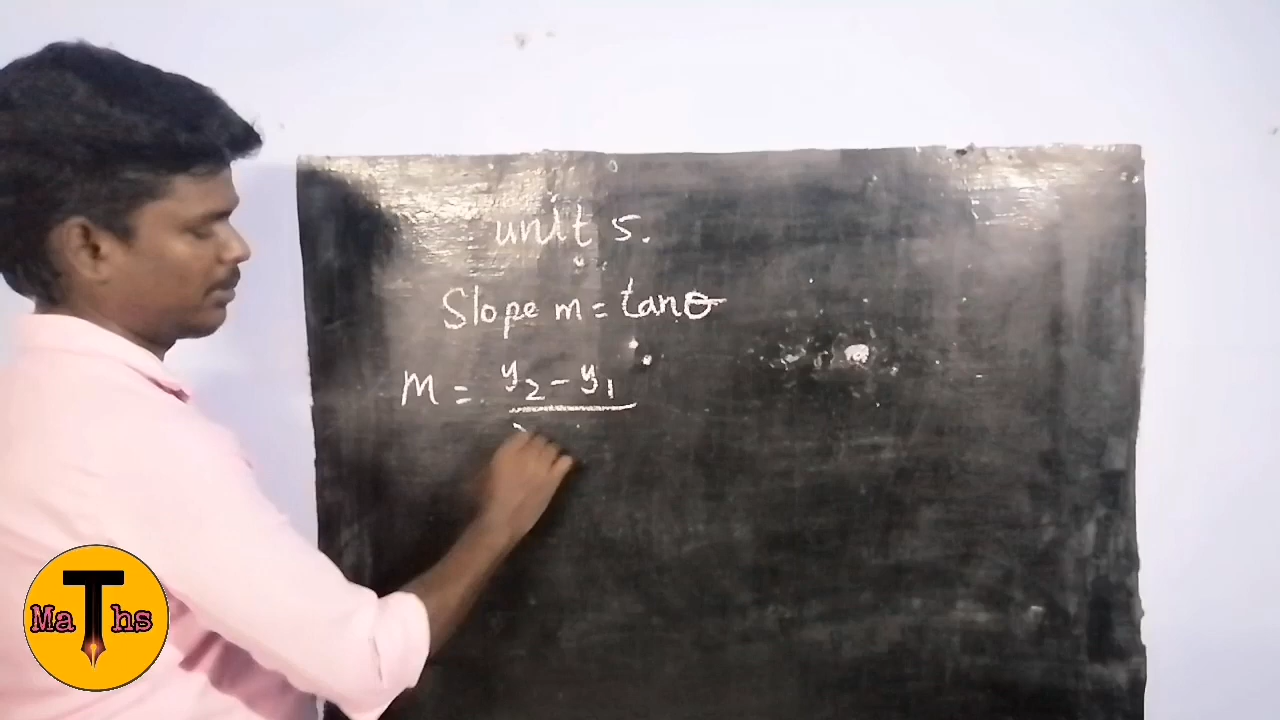 unit 5.
Slope m = tanθ
M = y₂ - y₁
Maths